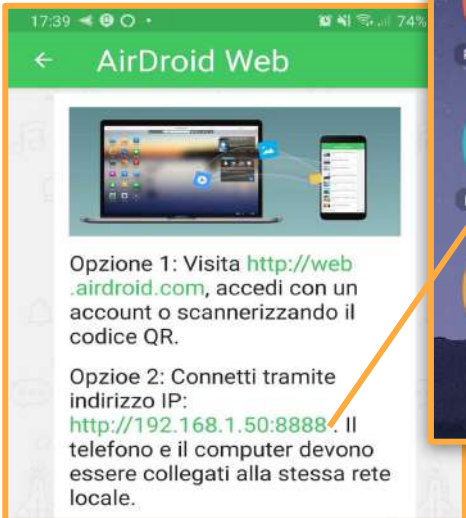 17:39
74%
AirDroid Web
Opzione 1: Visita http://web
.airdroid.com, accedi con un
account o scannerizzando il
codice QR.
Opzioe 2: Connetti tramite
indirizzo IP:
http://192.168.1.50:8888 . Il
telefono e il computer devono
essere collegati alla stessa rete
locale.